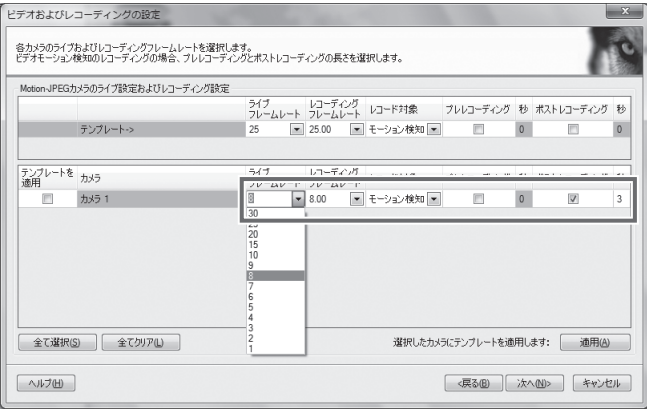 ビデオおよびレコーディングの設定
各カメラのライブおよびレコーディングフレームレートを選択します。
ビデオモーション検知のレコーディングの場合、プレレコーディングとポストレコーディングの長さを選択します。
Motion-JPEGカメラのライブ設定およびレコーディング設定
ライブ フレームレート レコーディング フレームレート レコード対象 プレレコーディング 秒 ポストレコーディング 秒
テンプレート-> 25 25.00 モーション検知 0 0
テンプレートを適用 カメラ ライブ フレームレート レコーディング フレームレート
カメラ 1 8 8.00 モーション検知 0 3
30
25
20
15
10
9
8
7
6
5
4
3
2
1
全て選択(S) 全てクリア(L) 選択したカメラにテンプレートを適用します: 適用(A)
ヘルプ(H) <戻る(B) 次へ(N)> キャンセル